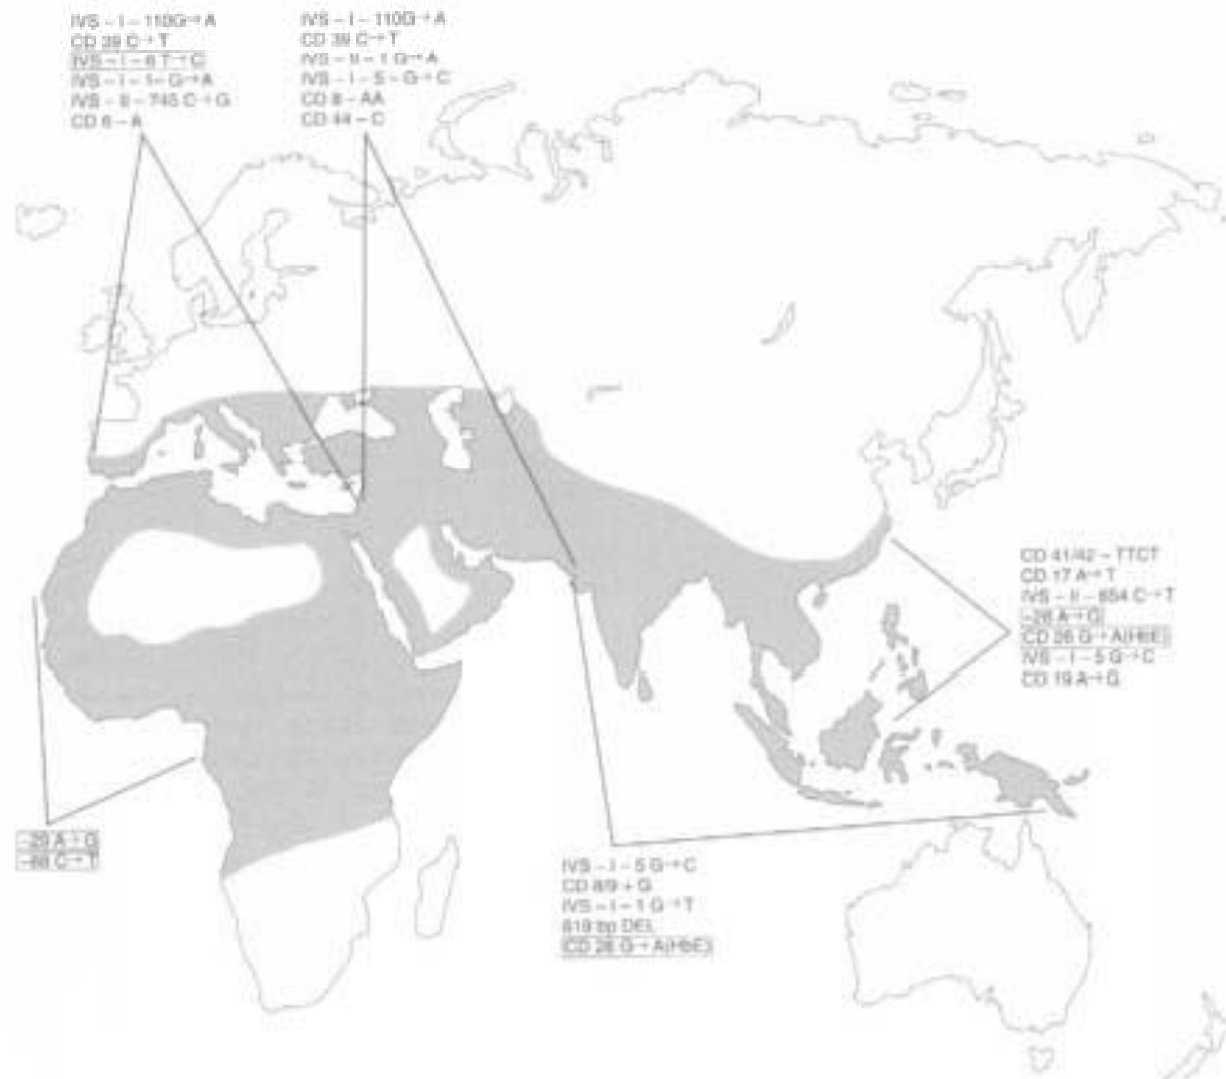 IVS – I – 110G→A
CD 39 C→T
IVS – I – 6 T→C
IVS – I – 1– G→A
IVS – II – 745 C→G
CD 6 – A
IVS – I – 110G→A
CD 39 C→T
IVS – II – 1 G→A
IVS – I – 5 – G→C
CD 8 – AA
CD 44 – C
CD 41/42 – TTCT
CD 17 A→T
IVS – II – 654 C→T
–28 A→G
CD 26 G→A(HbE)
IVS – I – 5 G→C
CD 19 A→G
–29 A→G
–88 C→T
IVS – I – 5 G→C
CD 8/9 + G
IVS – I – 1 G→T
619 bp DEL
CD 26 G→A(HbE)